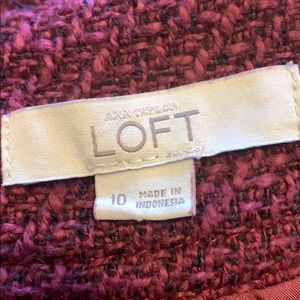 ANN TAYLOR
LOFT
10
MADE IN
INDONESIA